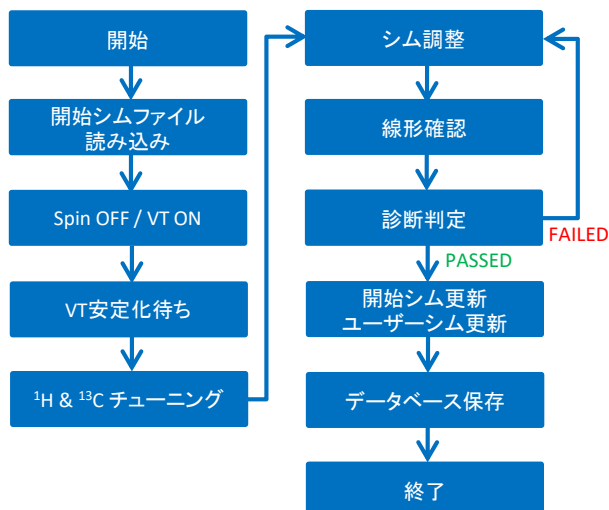 開始
開始シムファイル
読み込み
Spin OFF / VT ON
VT安定化待ち
¹H & ¹³C チューニング
シム調整
線形確認
診断判定
FAILED
PASSED
開始シム更新
ユーザーシム更新
データベース保存
終了